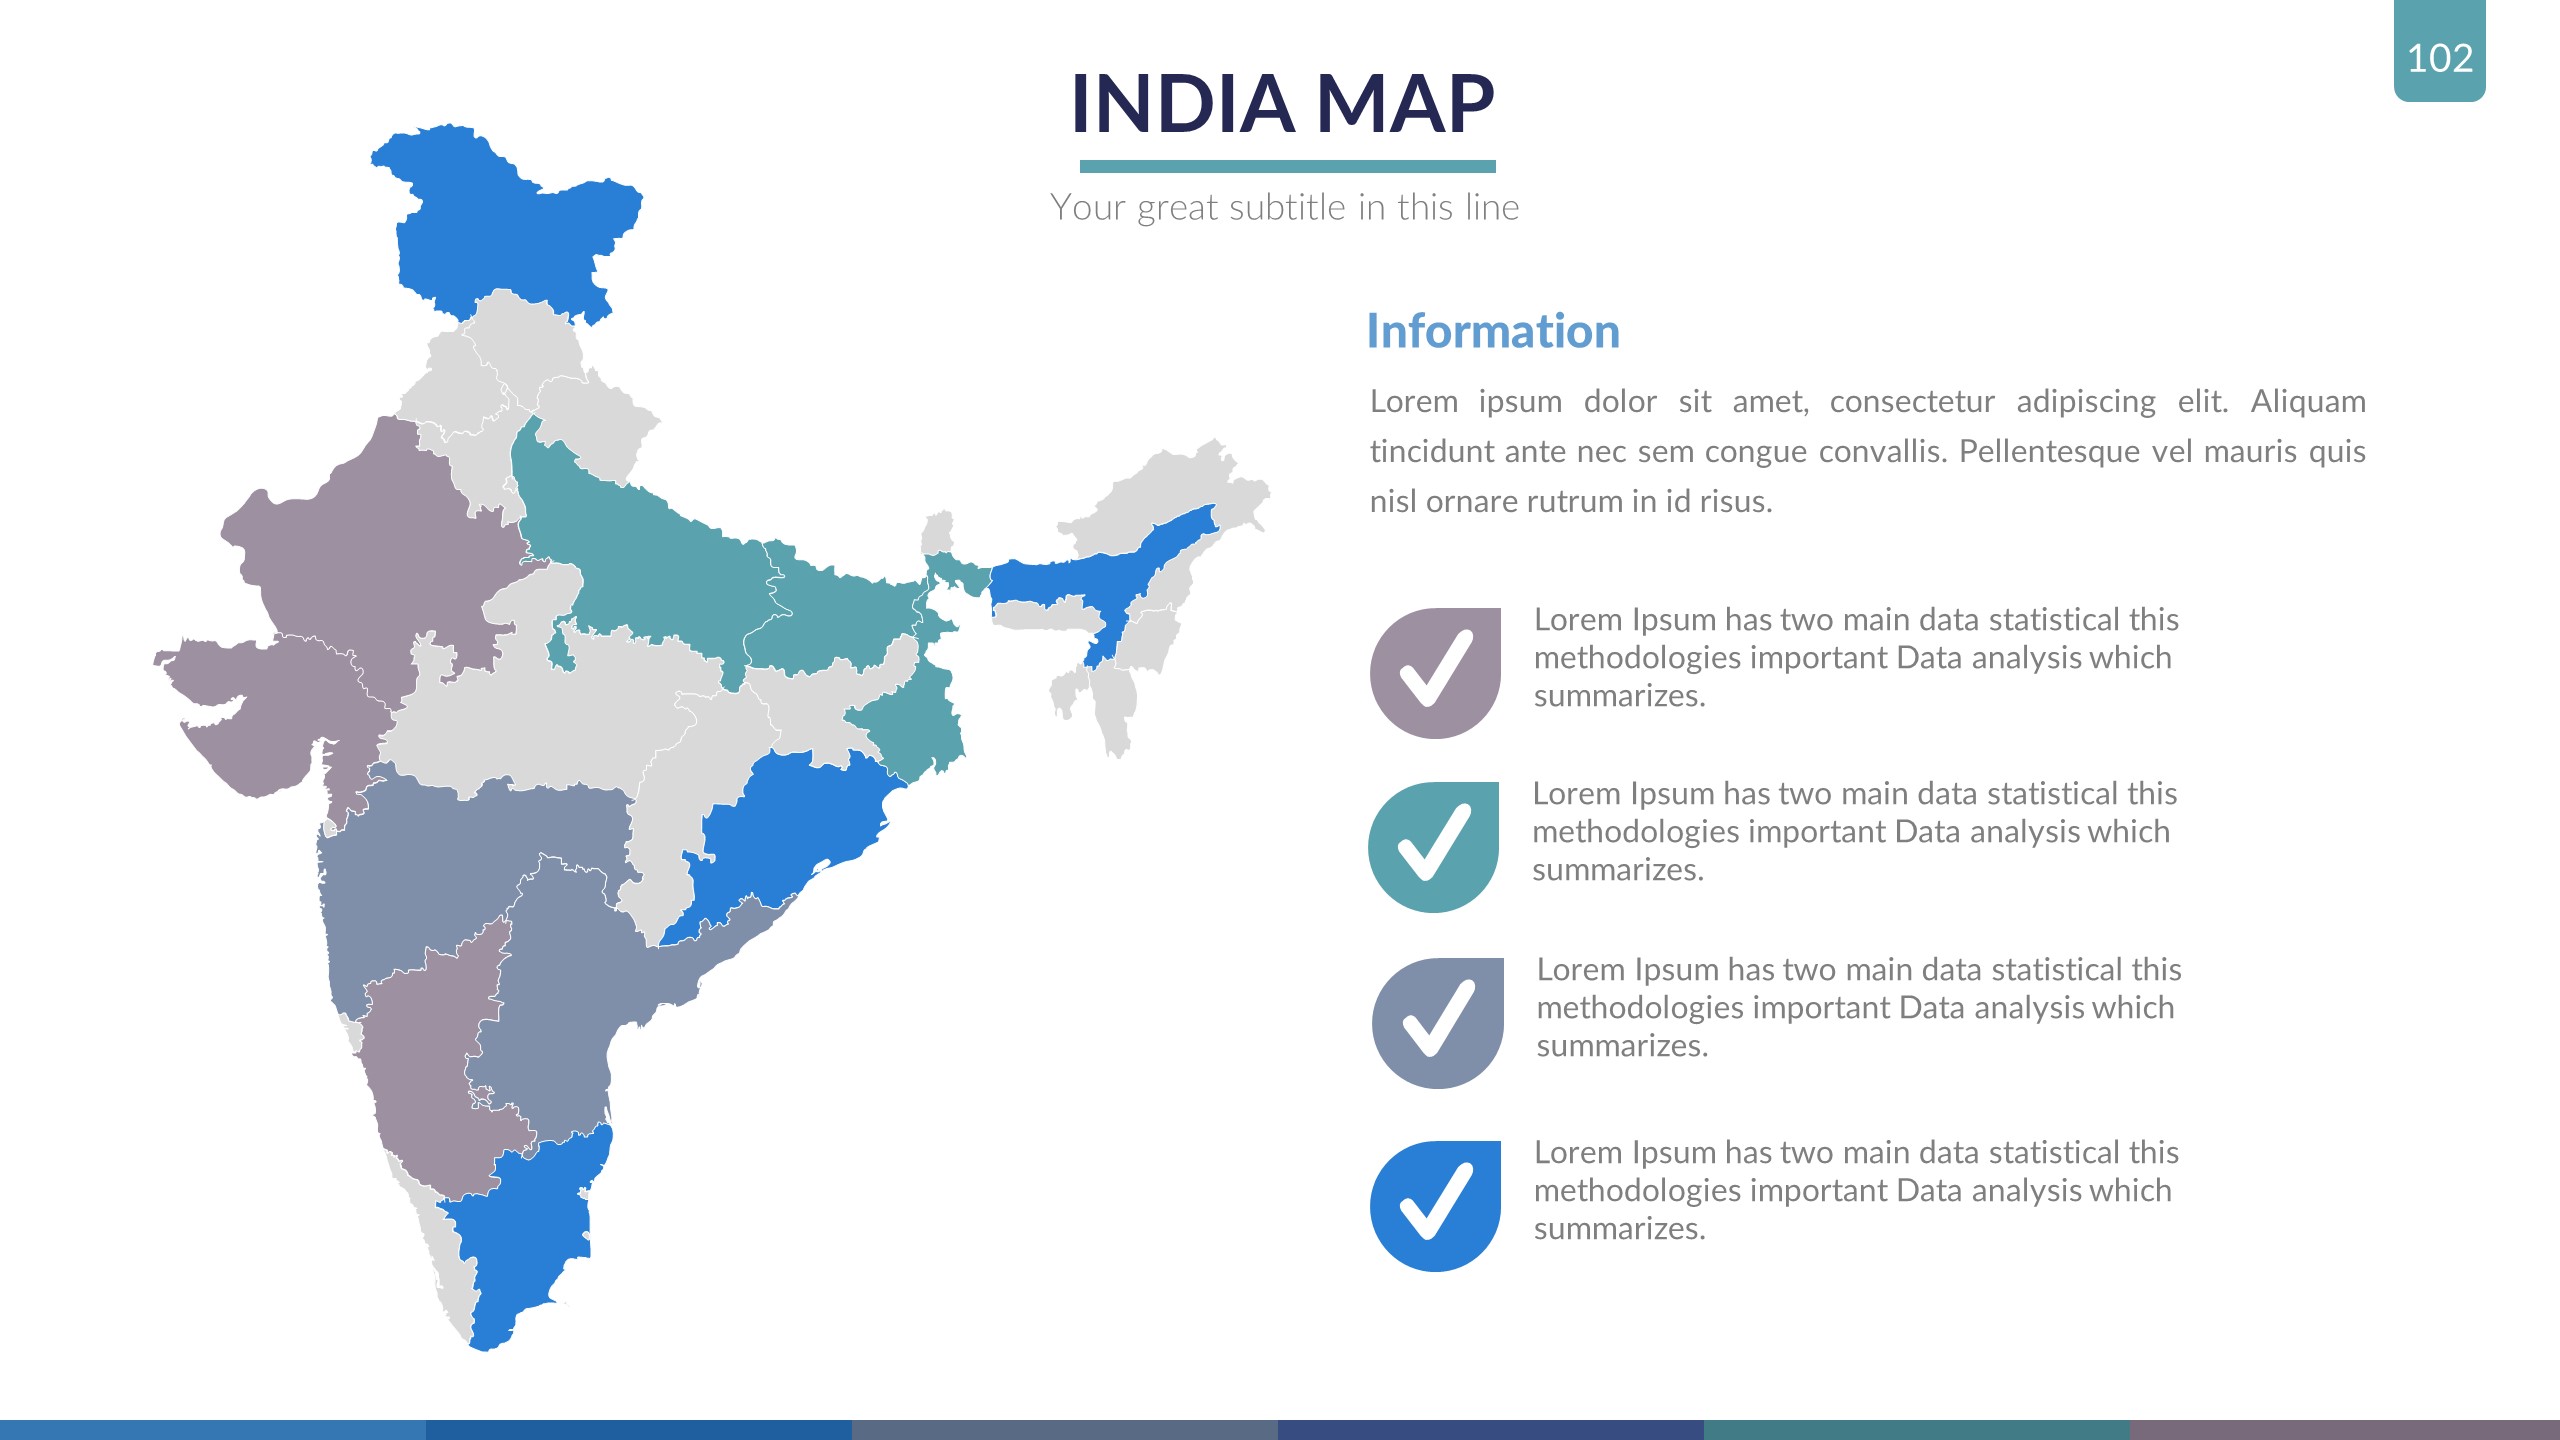 102
INDIA MAP
Your great subtitle in this line
Information
Lorem ipsum dolor sit amet, consectetur adipiscing elit. Aliquam
tincidunt ante nec sem congue convallis. Pellentesque vel mauris quis
nisl ornare rutrum in id risus.
Lorem Ipsum has two main data statistical this
methodologies important Data analysis which
summarizes.
Lorem Ipsum has two main data statistical this
methodologies important Data analysis which
summarizes.
Lorem Ipsum has two main data statistical this
methodologies important Data analysis which
summarizes.
Lorem Ipsum has two main data statistical this
methodologies important Data analysis which
summarizes.